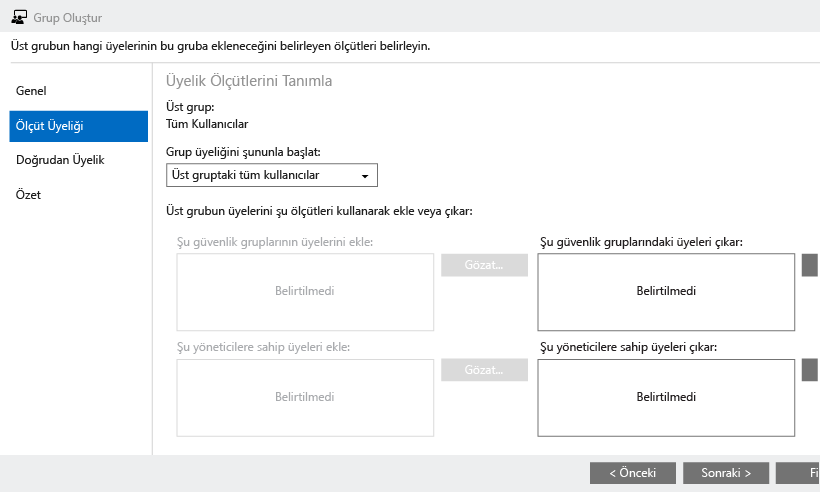 Grup Oluştur
Üst grubun hangi üyelerinin bu gruba ekleneceğini belirleyen ölçütleri belirleyin.
Genel
Ölçüt Üyeliği
Doğrudan Üyelik
Özet
Üyelik Ölçütlerini Tanımla
Üst grup:
Tüm Kullanıcılar
Grup üyeliğini şununla başlat:
Üst gruptaki tüm kullanıcılar
Üst grubun üyelerini şu ölçütleri kullanarak ekle veya çıkar:
Şu güvenlik gruplarının üyelerini ekle:
Belirtilmedi
Gözat...
Şu güvenlik gruplarındaki üyeleri çıkar:
Belirtilmedi
Şu yöneticilere sahip üyeleri ekle:
Belirtilmedi
Gözat...
Şu yöneticilere sahip üyeleri çıkar:
Belirtilmedi
< Önceki
Sonraki >